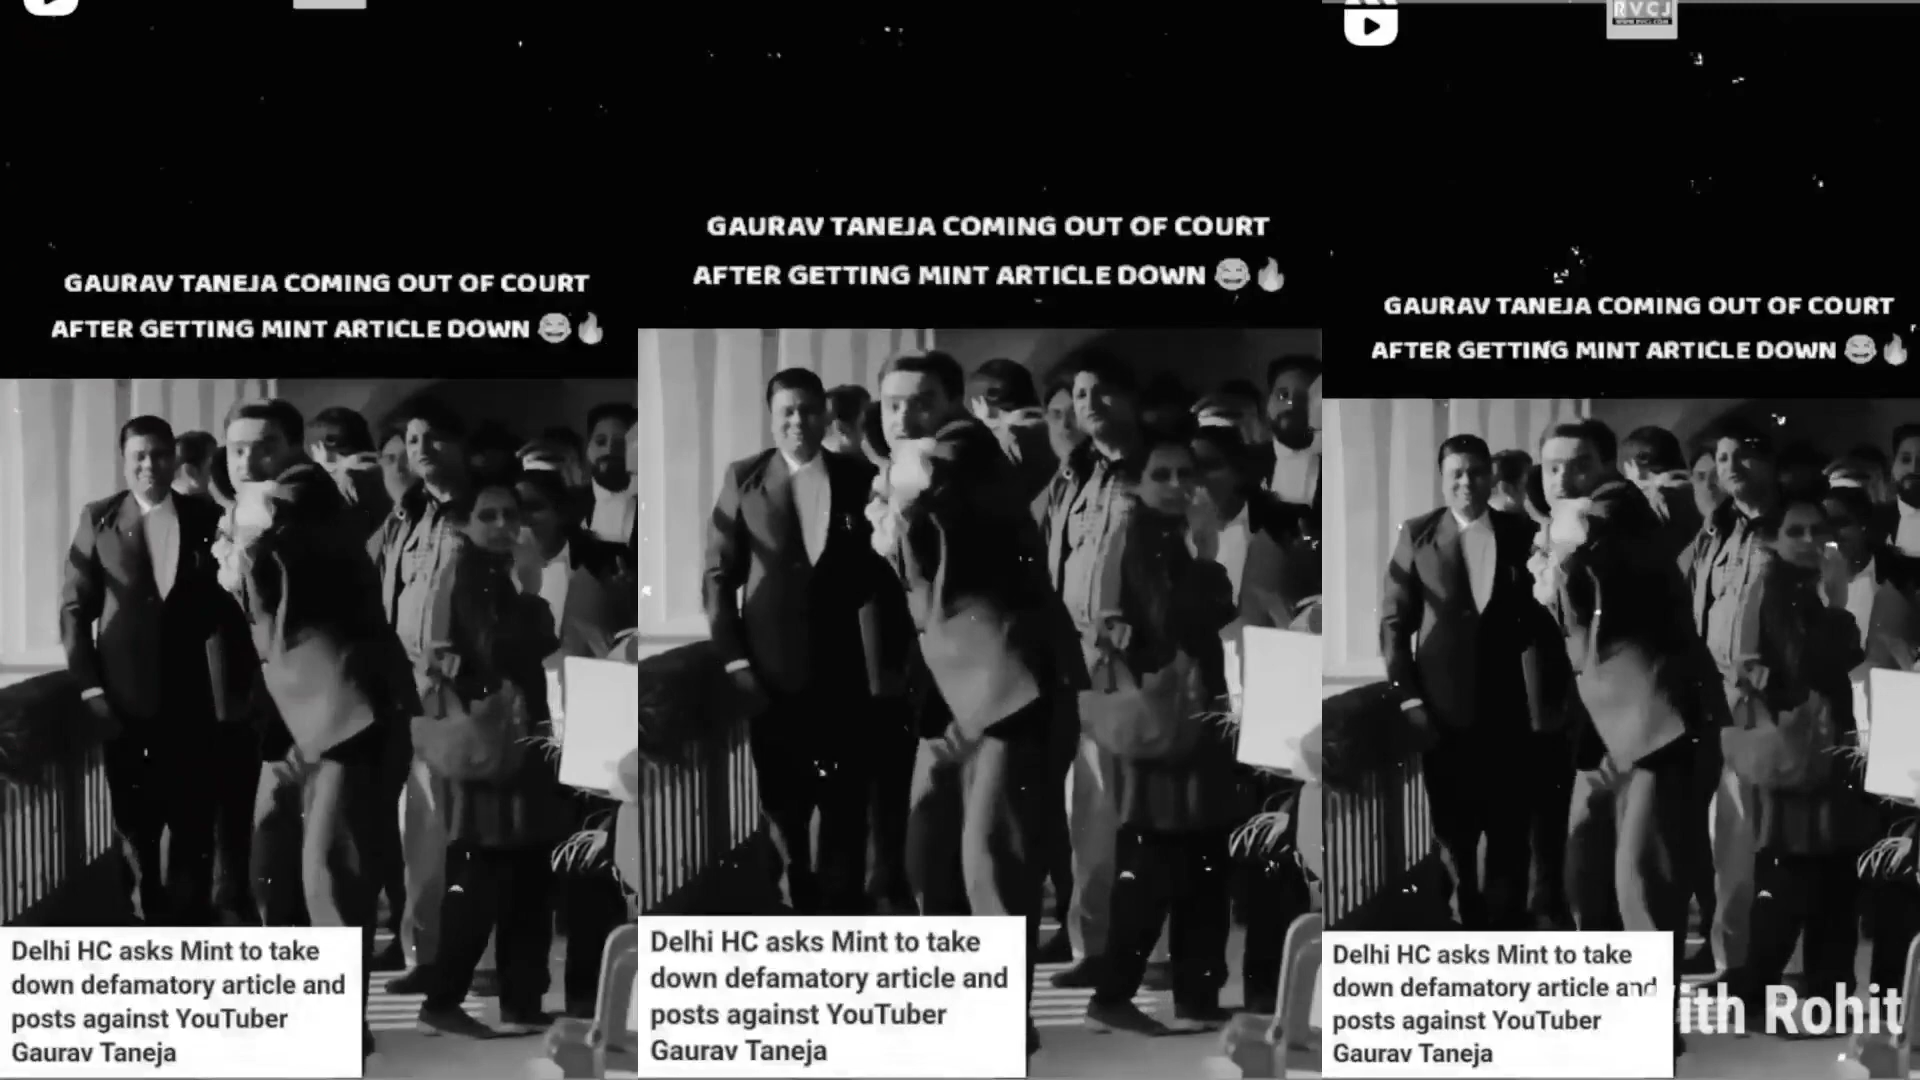 GAURAV TANEJA COMING OUT OF COURT
AFTER GETTING MINT ARTICLE DOWN 😂🔥
Delhi HC asks Mint to take
down defamatory article and
posts against YouTuber
Gaurav Taneja
GAURAV TANEJA COMING OUT OF COURT
AFTER GETTING MINT ARTICLE DOWN 😂🔥
Delhi HC asks Mint to take
down defamatory article and
posts against YouTuber
Gaurav Taneja
RVCJ
WWW.RVCJ.COM
GAURAV TANEJA COMING OUT OF COURT
AFTER GETTING MINT ARTICLE DOWN 😂🔥
Delhi HC asks Mint to take
down defamatory article and
posts against YouTuber
Gaurav Taneja
ith Rohit